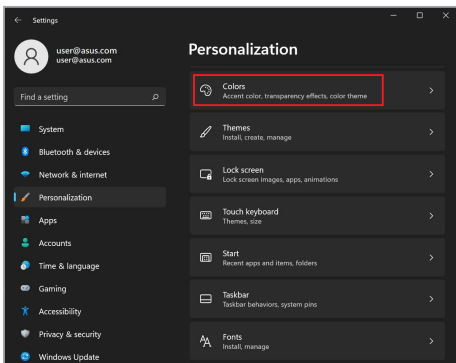 Settings
user@asus.com
user@asus.com
Find a setting
System
Bluetooth & devices
Network & internet
Personalization
Apps
Accounts
Time & language
Gaming
Accessibility
Privacy & security
Windows Update
Personalization
Colors
Accent color, transparency effects, color theme
Themes
Install, create, manage
Lock screen
Lock screen images, apps, animations
Touch keyboard
Themes, size
Start
Recent apps and items, folders
Taskbar
Taskbar behaviors, system pins
Fonts
Install, manage